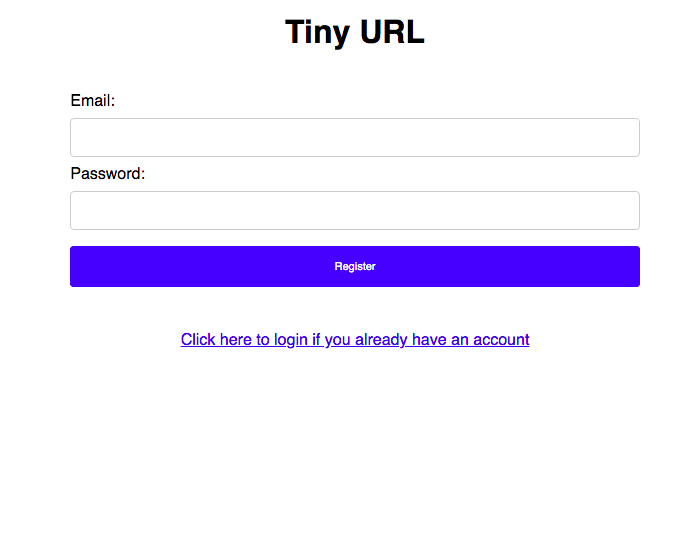 Tiny URL
Email:
Password:
Register
Click here to login if you already have an account